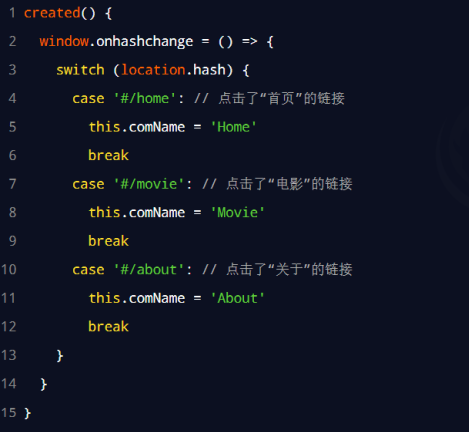 1 created() {
2 window.onhashchange = () => {
3 switch (location.hash) {
4 case '#/home': // 点击了“首页”的链接
5 this.comName = 'Home'
6 break
7 case '#/movie': // 点击了“电影”的链接
8 this.comName = 'Movie'
9 break
10 case '#/about': // 点击了“关于”的链接
11 this.comName = 'About'
12 break
13 }
14 }
15 }